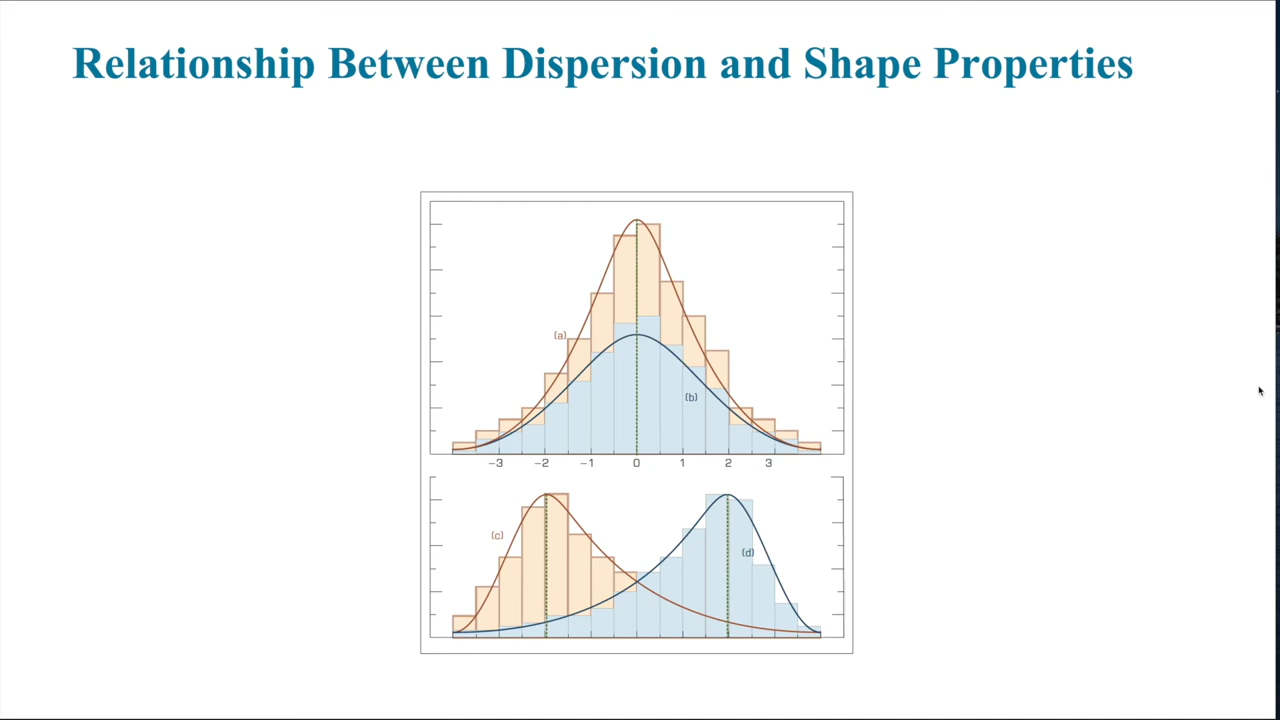 Relationship Between Dispersion and Shape Properties
(a)
(b)
−3 −2 −1 0 1 2 3
(c)
(d)